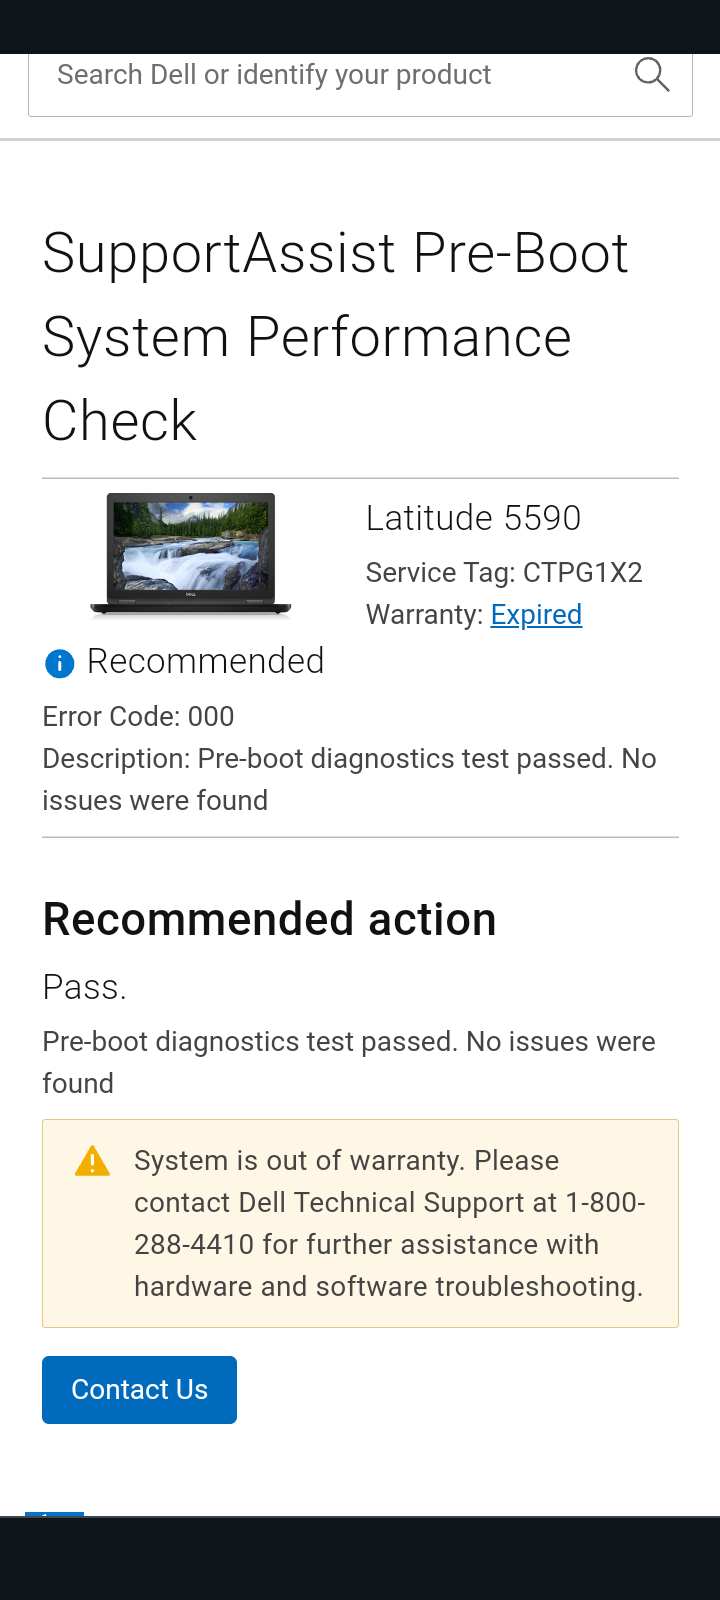 Search Dell or identify your product
SupportAssist Pre-Boot
System Performance
Check
Latitude 5590
Service Tag: CTPG1X2
Warranty: Expired
Recommended
Error Code: 000
Description: Pre-boot diagnostics test passed. No
issues were found
Recommended action
Pass.
Pre-boot diagnostics test passed. No issues were
found
System is out of warranty. Please
contact Dell Technical Support at 1-800-
288-4410 for further assistance with
hardware and software troubleshooting.
Contact Us